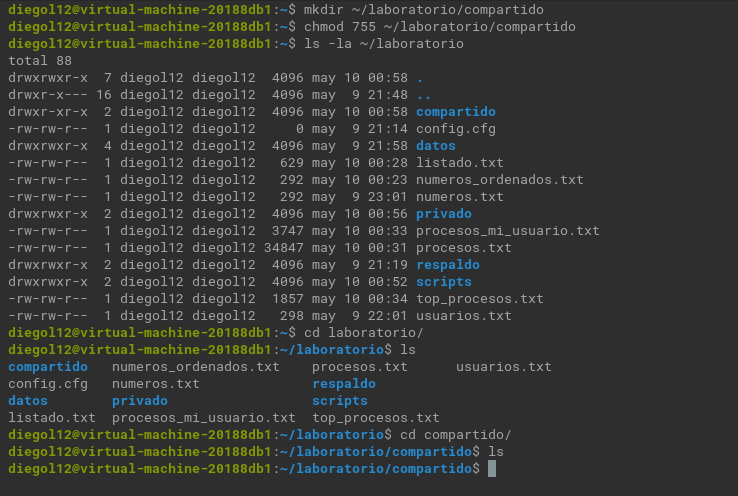 diegol12@virtual-machine-20188db1:~$ mkdir ~/laboratorio/compartido
diegol12@virtual-machine-20188db1:~$ chmod 755 ~/laboratorio/compartido
diegol12@virtual-machine-20188db1:~$ ls -la ~/laboratorio
total 88
drwxrwxr-x  7 diegol12 diegol12  4096 may 10 00:58 .
drwxr-x--- 16 diegol12 diegol12  4096 may  9 21:48 ..
drwxr-xr-x  2 diegol12 diegol12  4096 may 10 00:58 compartido
-rw-rw-r--  1 diegol12 diegol12     0 may  9 21:14 config.cfg
drwxrwxr-x  4 diegol12 diegol12  4096 may  9 21:58 datos
-rw-rw-r--  1 diegol12 diegol12   629 may 10 00:28 listado.txt
-rw-rw-r--  1 diegol12 diegol12   292 may 10 00:23 numeros_ordenados.txt
-rw-rw-r--  1 diegol12 diegol12   292 may  9 23:01 numeros.txt
drwxrwxr-x  2 diegol12 diegol12  4096 may 10 00:56 privado
-rw-rw-r--  1 diegol12 diegol12  3747 may 10 00:33 procesos_mi_usuario.txt
-rw-rw-r--  1 diegol12 diegol12 34847 may 10 00:31 procesos.txt
drwxrwxr-x  2 diegol12 diegol12  4096 may  9 21:19 respaldo
drwxrwxr-x  2 diegol12 diegol12  4096 may 10 00:52 scripts
-rw-rw-r--  1 diegol12 diegol12  1857 may 10 00:34 top_procesos.txt
-rw-rw-r--  1 diegol12 diegol12   298 may  9 22:01 usuarios.txt
diegol12@virtual-machine-20188db1:~$ cd laboratorio/
diegol12@virtual-machine-20188db1:~/laboratorio$ ls
compartido   numeros_ordenados.txt    procesos.txt      usuarios.txt
config.cfg   numeros.txt              respaldo
datos        privado                  scripts
listado.txt  procesos_mi_usuario.txt  top_procesos.txt
diegol12@virtual-machine-20188db1:~/laboratorio$ cd compartido/
diegol12@virtual-machine-20188db1:~/laboratorio/compartido$ ls
diegol12@virtual-machine-20188db1:~/laboratorio/compartido$